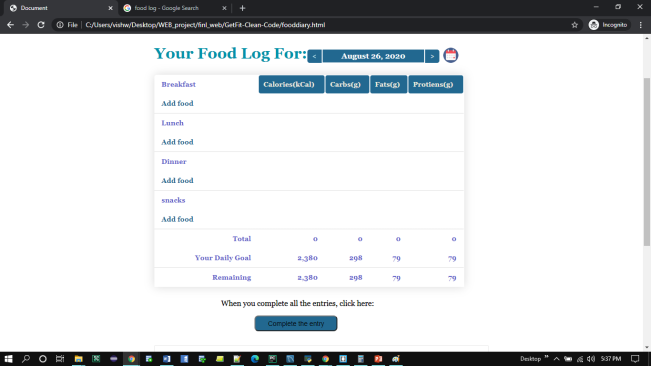 Document
food log - Google Search
File
C:/Users/vishw/Desktop/WEB_project/finl_web/GetFit-Clean-Code/fooddiary.html
Incognito
Your Food Log For:
< August 26, 2020 >
Breakfast Calories(kCal) Carbs(g) Fats(g) Protiens(g)
Add food
Lunch
Add food
Dinner
Add food
snacks
Add food
Total 0 0 0 0
Your Daily Goal 2,380 298 79 79
Remaining 2,380 298 79 79
When you complete all the entries, click here:
Complete the entry
Desktop 5:37 PM